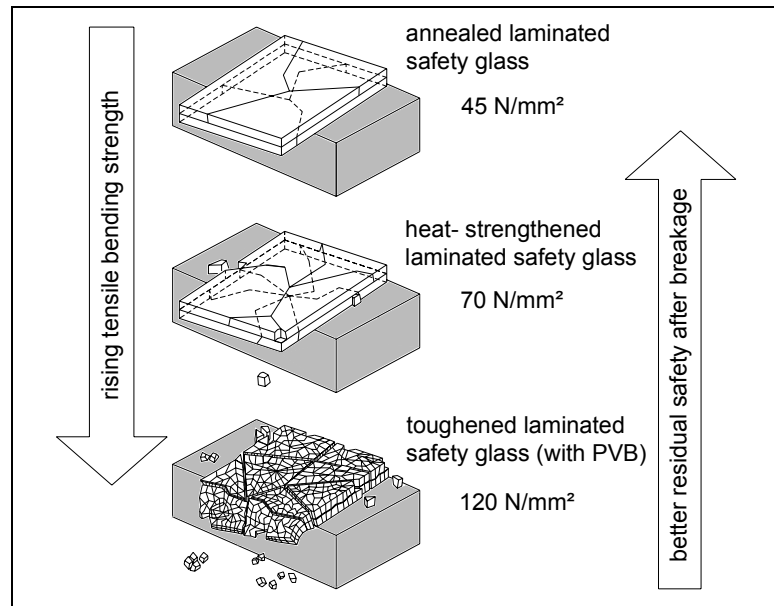 rising tensile bending strength
annealed laminated
safety glass
45 N/mm²
heat- strengthened
laminated safety glass
70 N/mm²
toughened laminated
safety glass (with PVB)
120 N/mm²
better residual safety after breakage